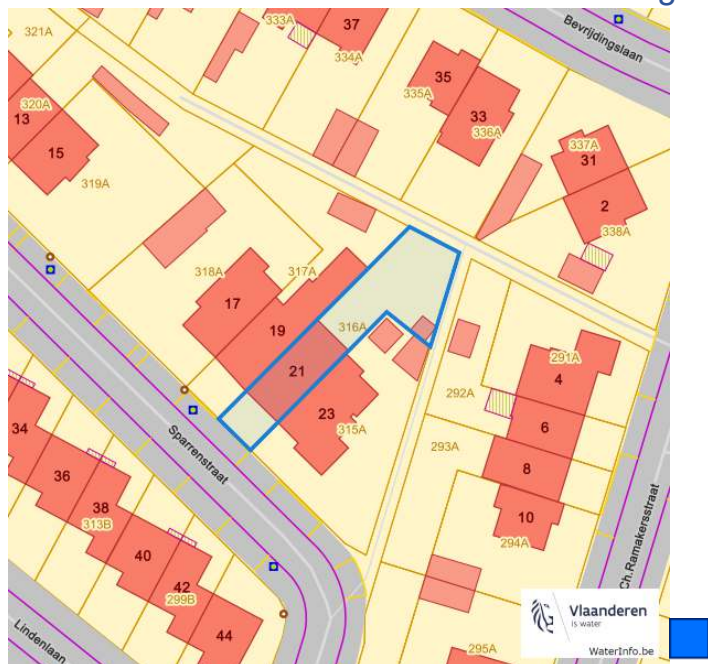 333A
37
334A
321A
Bevrijdingslaan
35
335A
33
336A
320A
13
15
319A
337A
31
2
338A
318A
317A
17
19
316A
21
23
315A
291A
4
292A
6
293A
8
10
294A
Sparrenstraat
34
36
38
313B
40
42
299B
44
Lindenlaan
Ch.Ramakersstraat
295A
Vlaanderen
is water
WaterInfo.be